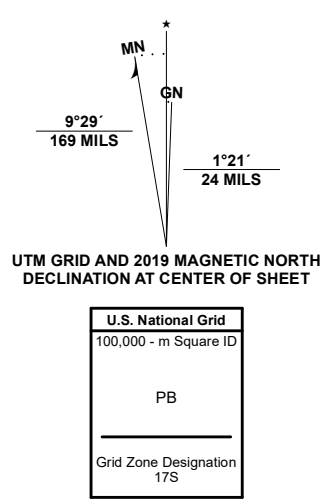 MN
GN
9°29´
169 MILS
1°21´
24 MILS
UTM GRID AND 2019 MAGNETIC NORTH
DECLINATION AT CENTER OF SHEET
U.S. National Grid
100,000 - m Square ID
PB
Grid Zone Designation
17S